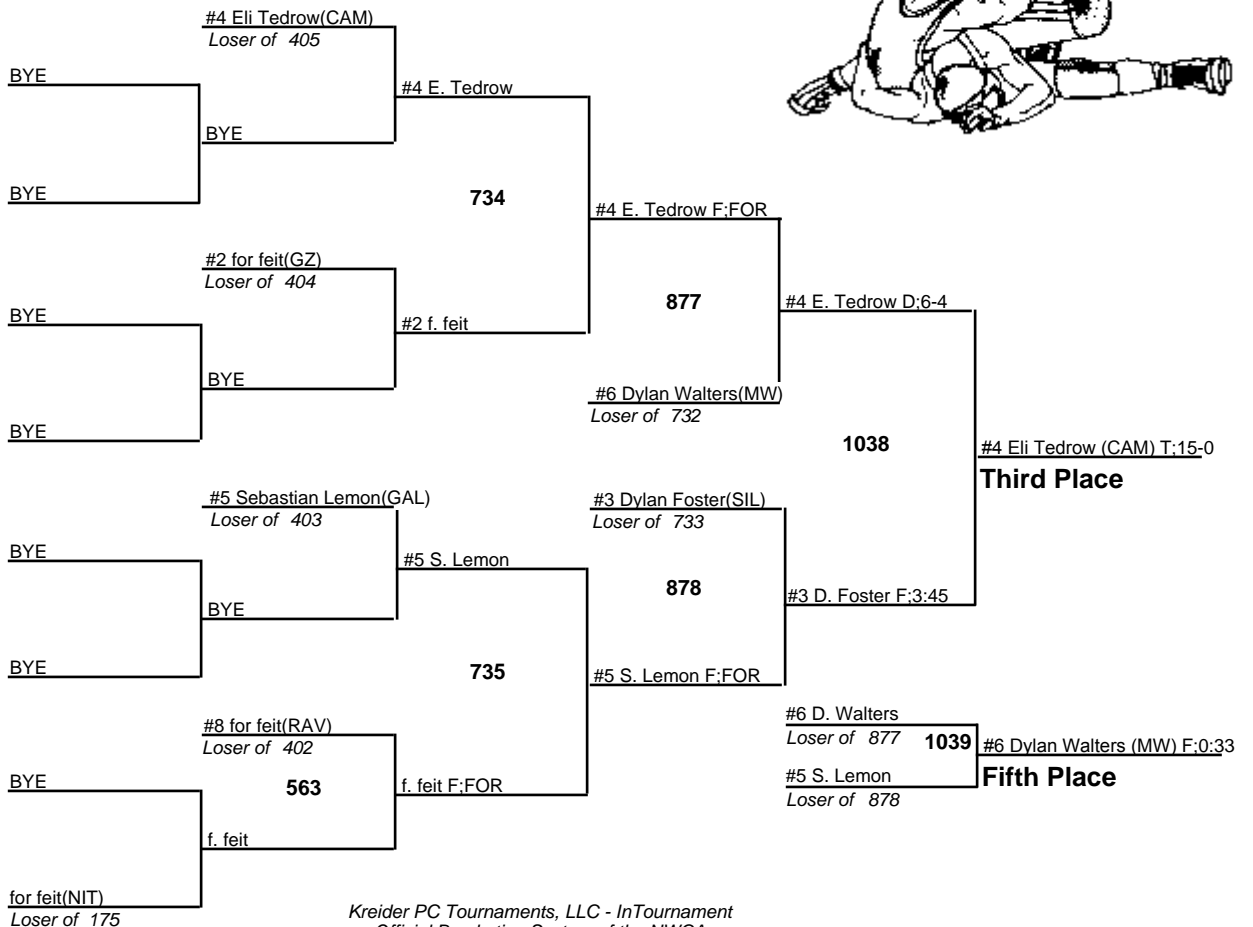 #4 Eli Tedrow(CAM)
Loser of 405
BYE
#4 E. Tedrow
BYE
BYE
734
#4 E. Tedrow F;FOR
#2 for feit(GZ)
Loser of 404
877
#4 E. Tedrow D;6-4
BYE
#2 f. feit
BYE
#6 Dylan Walters(MW)
Loser of 732
BYE
1038
#4 Eli Tedrow (CAM) T;15-0
Third Place
#5 Sebastian Lemon(GAL)
Loser of 403
#3 Dylan Foster(SIL)
Loser of 733
BYE
#5 S. Lemon
878
#3 D. Foster F;3:45
BYE
BYE
735
#5 S. Lemon F;FOR
#8 for feit(RAV)
Loser of 402
#6 D. Walters
Loser of 877
1039
#6 Dylan Walters (MW) F;0:33
Fifth Place
BYE
563
f. feit F;FOR
#5 S. Lemon
Loser of 878
f. feit
for feit(NIT)
Loser of 175
Kreider PC Tournaments, LLC - InTournament